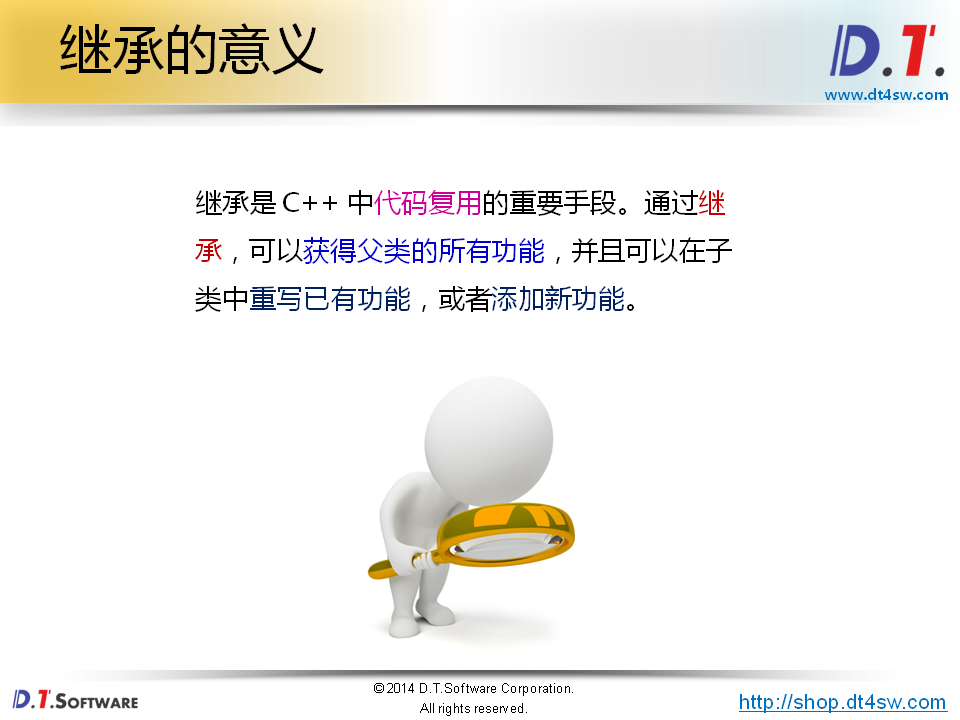 继承的意义
D.T.
www.dt4sw.com
继承是 C++ 中代码复用的重要手段。通过继
承，可以获得父类的所有功能，并且可以在子
类中重写已有功能，或者添加新功能。
D.T.SOFTWARE
©2014 D.T.Software Corporation.
All rights reserved.
http://shop.dt4sw.com